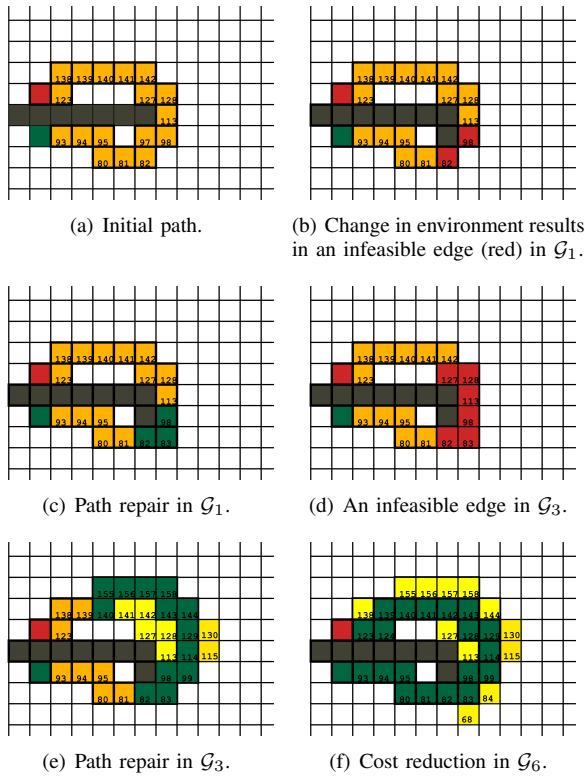 138 139 140 141 142
123 127 128
113
93 94 95 97 98
80 81 82
(a) Initial path.
138 139 140 141 142
123 127 128
113
93 94 95 98
80 81 82
(b) Change in environment results
in an infeasible edge (red) in G₁.
138 139 140 141 142
123 127 128
113
93 94 95 98
80 81 82 83
(c) Path repair in G₁.
138 139 140 141 142
123 127 128
113
93 94 95 98
80 81 82 83
(d) An infeasible edge in G₃.
155 156 157 158
138 139 140 141 142 143 144
123 127 128 129 130
113 114 115
93 94 95 98 99
80 81 82 83
(e) Path repair in G₃.
155 156 157 158
138 139 140 141 142 143 144
123 124 127 128 129 130
113 114 115
93 94 95 98 99
80 81 82 83 84
68
(f) Cost reduction in G₆.